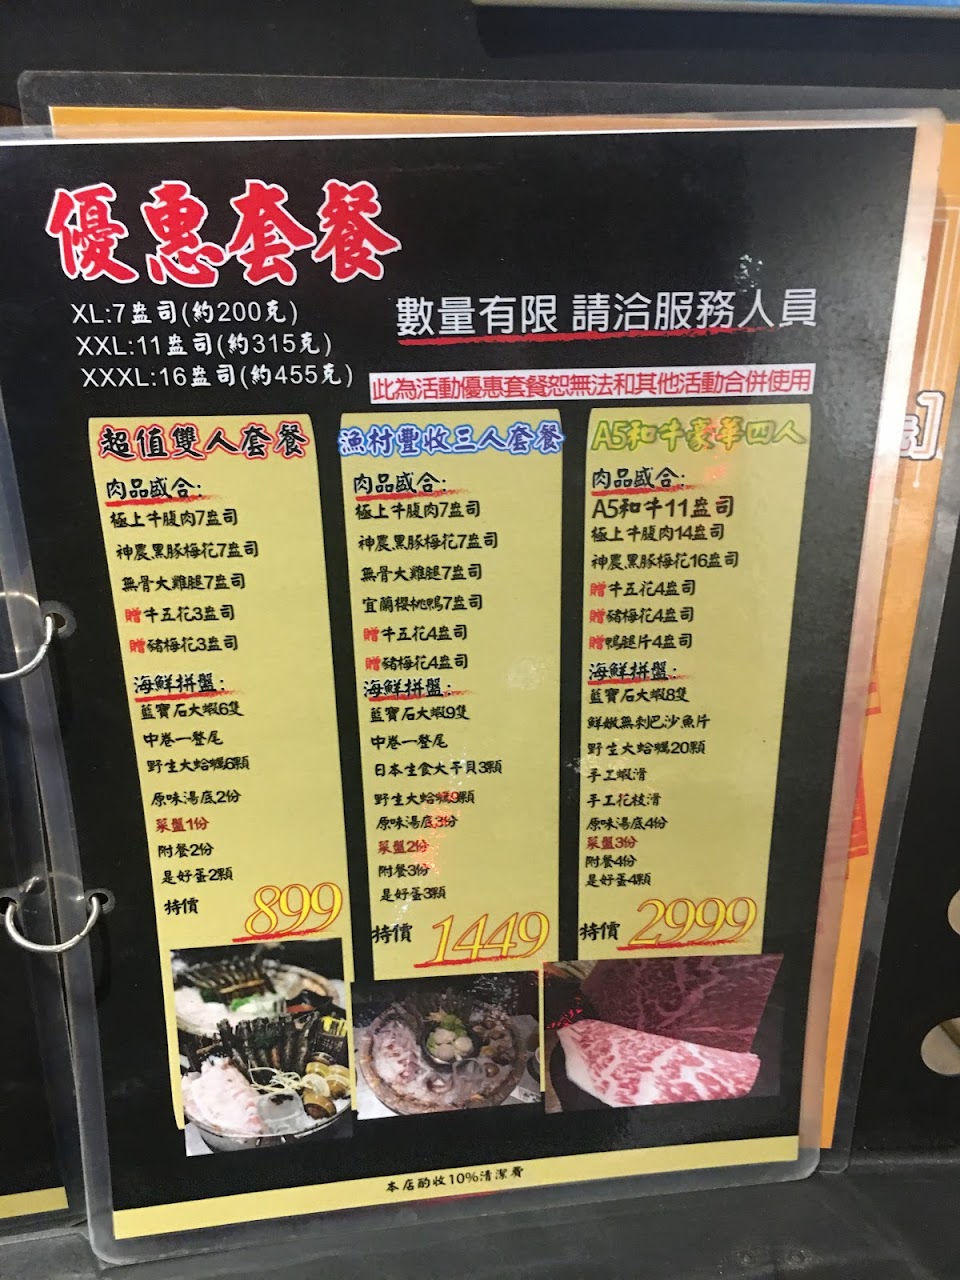 優惠套餐
XL:7盎司(約200克)
XXL:11盎司(約315克)
XXXL:16盎司(約455克)
數量有限 請洽服務人員
此為活動優惠套餐恕無法和其他活動合併使用
超值雙人套餐
肉品盛合:
極上牛腹肉7盎司
神農黑豚梅花7盎司
無骨大雞腿7盎司
贈牛五花3盎司
贈豬梅花3盎司
海鮮拼盤:
藍寶石大蝦6隻
中卷一整尾
野生大蛤蠣6顆
原味湯底2份
菜盤1份
附餐2份
是好蛋2顆
特價 899
漁村豐收三人套餐
肉品盛合:
極上牛腹肉7盎司
神農黑豚梅花7盎司
無骨大雞腿7盎司
宜蘭櫻桃鴨7盎司
贈牛五花4盎司
贈豬梅花4盎司
海鮮拼盤:
藍寶石大蝦9隻
中卷一整尾
日本生食大干貝3顆
野生大蛤蠣9顆
原味湯底3份
菜盤2份
附餐3份
是好蛋3顆
特價 1449
A5和牛豪華四人
肉品盛合:
A5和牛11盎司
極上牛腹肉14盎司
神農黑豚梅花16盎司
贈牛五花4盎司
贈豬梅花4盎司
贈鴨腿片4盎司
海鮮拼盤:
藍寶石大蝦8隻
鮮嫩無刺巴沙魚片
野生大蛤蠣20顆
手工蝦滑
手工花枝滑
原味湯底4份
菜盤3份
附餐4份
是好蛋4顆
特價 2999
本店酌收10%清潔費